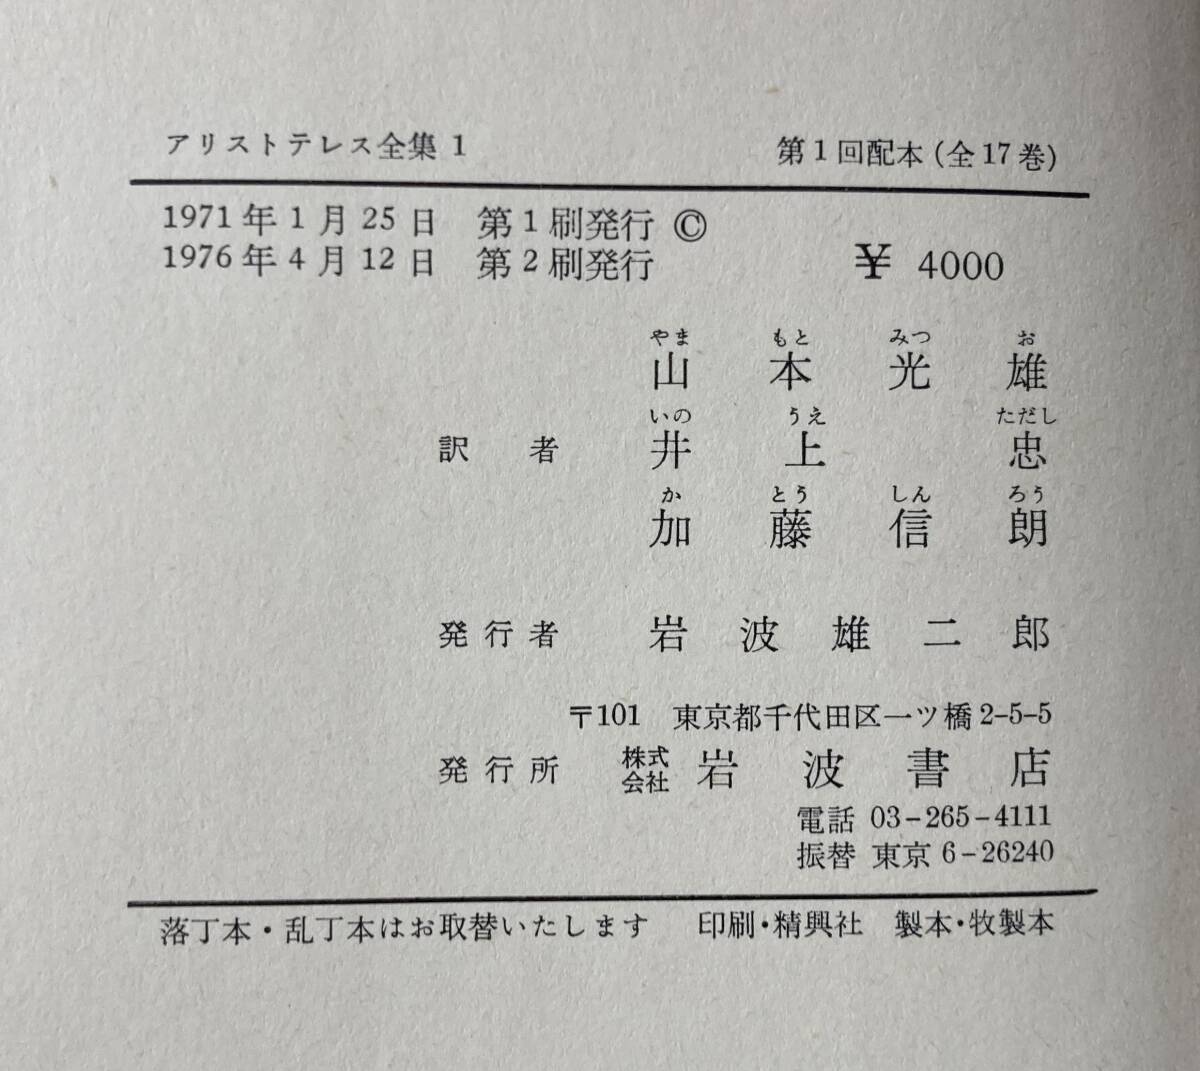 アリストテレス全集 1 第1回配本(全17巻)
1971年1月25日 第1刷発行 ©
1976年4月12日 第2刷発行 ¥ 4000
やま もと みつ お
山本光雄
いの うえ ただし
訳者 井上忠
か とう しん ろう
加藤信朗
発行者 岩波雄二郎
〒101 東京都千代田区一ツ橋2-5-5
発行所 株式会社 岩波書店
電話 03-265-4111
振替 東京 6-26240
落丁本・乱丁本はお取替いたします 印刷・精興社 製本・牧製本